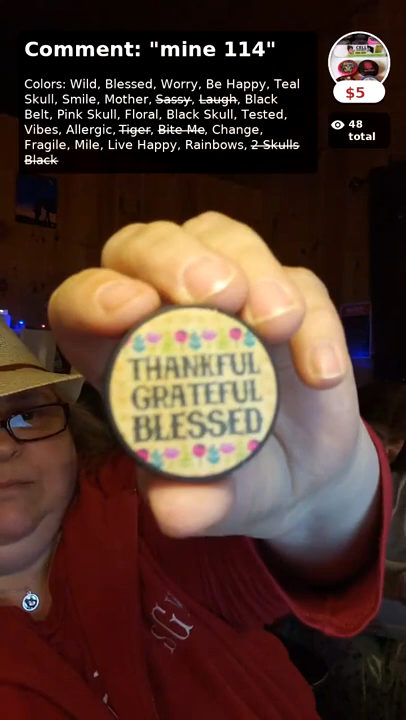 Comment: "mine 114"
Colors: Wild, Blessed, Worry, Be Happy, Teal
Skull, Smile, Mother, Sassy, Laugh, Black
Belt, Pink Skull, Floral, Black Skull, Tested,
Vibes, Allergic, Tiger, Bite Me, Change,
Fragile, Mile, Live Happy, Rainbows, 2 Skulls
Black
$5
48
total
THANKFUL
GRATEFUL
BLESSED